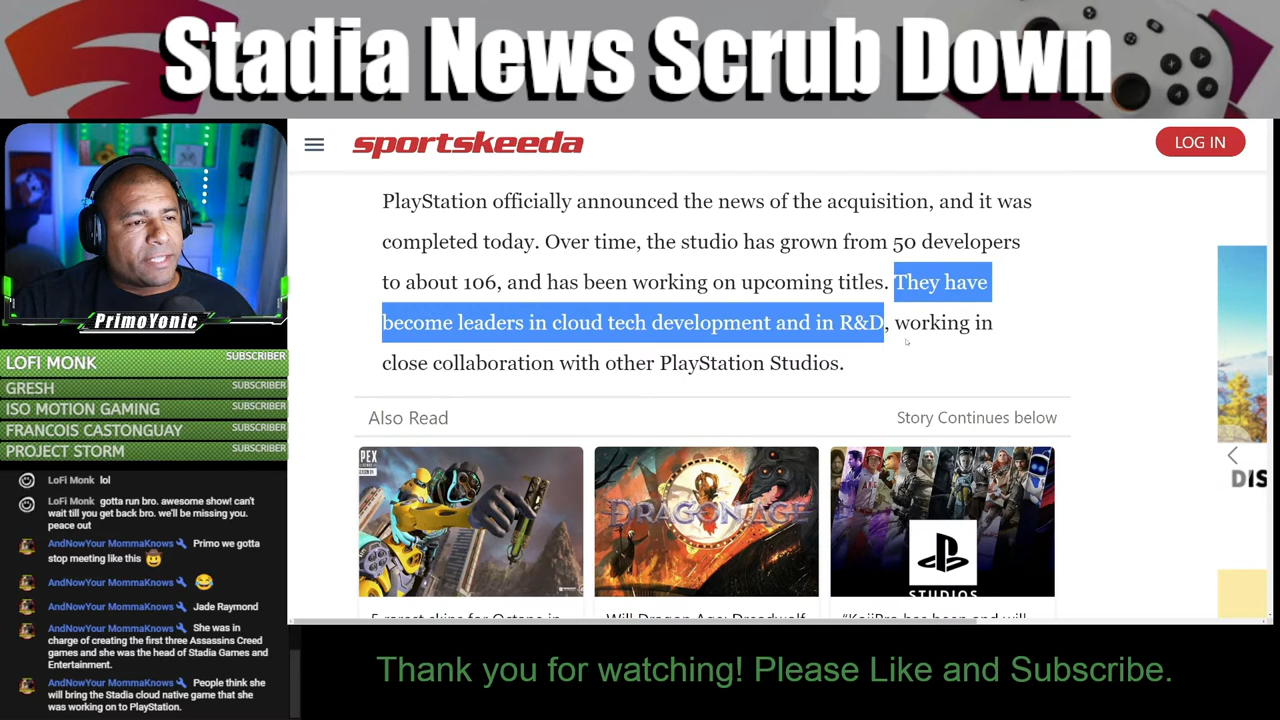 Stadia News Scrub Down
sportskeeda
LOG IN
PlayStation officially announced the news of the acquisition, and it was
completed today. Over time, the studio has grown from 50 developers
to about 106, and has been working on upcoming titles. They have
become leaders in cloud tech development and in R&D, working in
close collaboration with other PlayStation Studios.
Also Read
Story Continues below
APEX
DRAGON AGE
STUDIOS
DIS
PrimoYonic
LOFI MONK SUBSCRIBER
GRESH SUBSCRIBER
ISO MOTION GAMING SUBSCRIBER
FRANCOIS CASTONGUAY SUBSCRIBER
PROJECT STORM SUBSCRIBER
LoFi Monk lol
LoFi Monk gotta run bro. awesome show! can't
wait till you get back bro. we'll be missing you.
peace out
AndNowYour MommaKnows Primo we gotta
stop meeting like this 🤠
AndNowYour MommaKnows 😂
AndNowYour MommaKnows Jade Raymond
AndNowYour MommaKnows She was in
charge of creating the first three Assassins Creed
games and she was the head of Stadia Games and
Entertainment.
AndNowYour MommaKnows People think she
will bring the Stadia cloud native game that she
was working on to PlayStation.
Thank you for watching! Please Like and Subscribe.